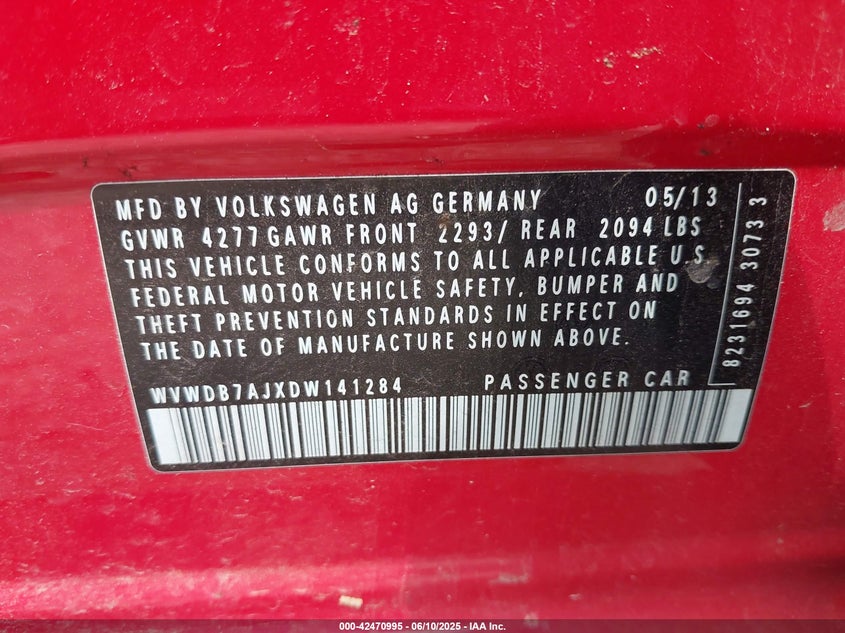 MFD BY VOLKSWAGEN AG GERMANY 05/13
GVWR 4277 GAWR FRONT 2293/ REAR 2094 LBS
THIS VEHICLE CONFORMS TO ALL APPLICABLE U.S.
FEDERAL MOTOR VEHICLE SAFETY, BUMPER AND
THEFT PREVENTION STANDARDS IN EFFECT ON
THE DATE OF MANUFACTURE SHOWN ABOVE.
WVWDB7AJXDW141284 PASSENGER CAR
8231694 3073 3
000-42470995 - 06/10/2025 - IAA Inc.